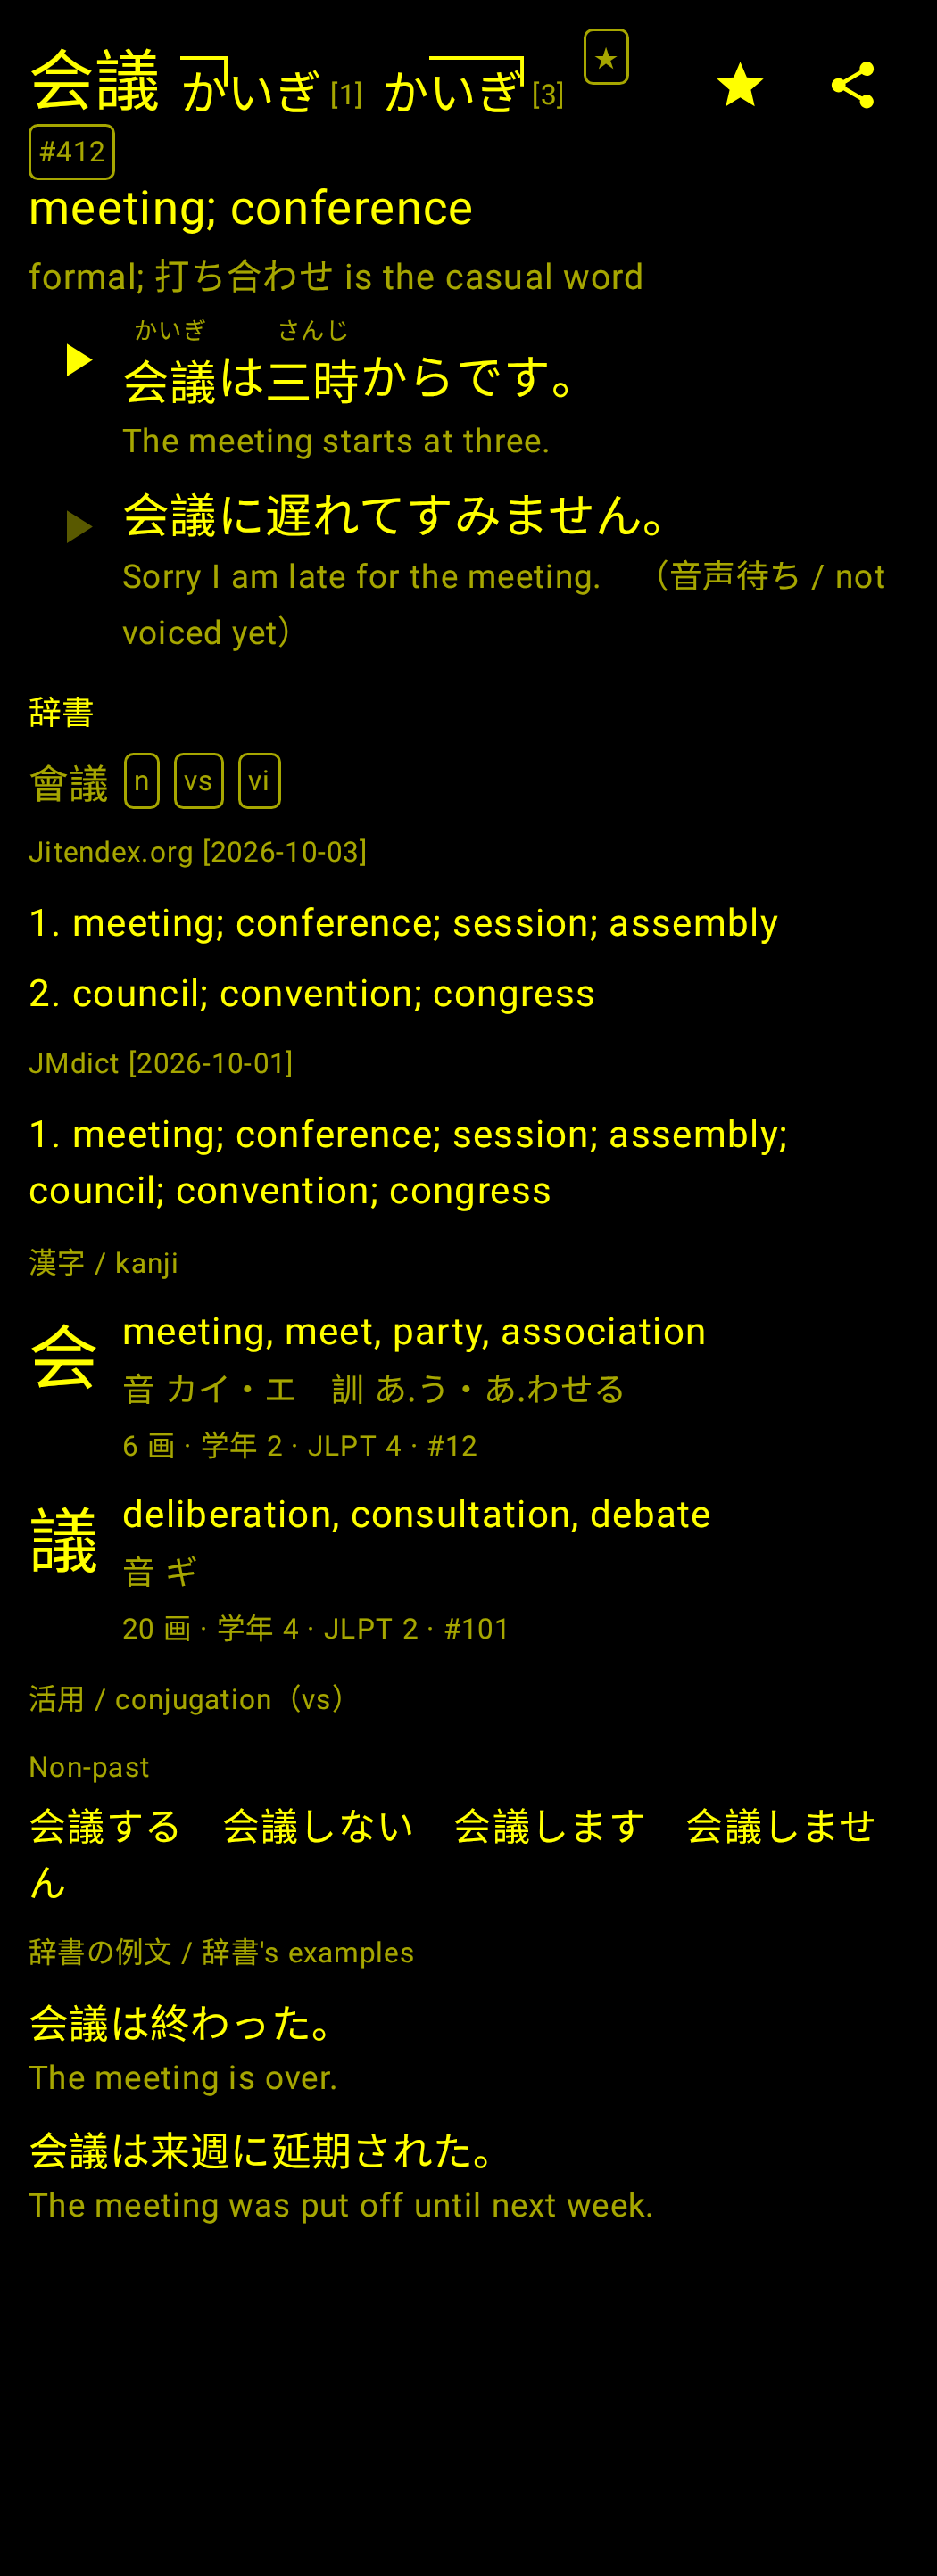 会議 かいぎ [1] かいぎ [3] ★
#412
meeting; conference
formal; 打ち合わせ is the casual word
かいぎ さんじ
会議は三時からです。
The meeting starts at three.
会議に遅れてすみません。
Sorry I am late for the meeting. （音声待ち / not
voiced yet）
辞書
會議 n vs vi
Jitendex.org [2026-10-03]
1. meeting; conference; session; assembly
2. council; convention; congress
JMdict [2026-10-01]
1. meeting; conference; session; assembly;
council; convention; congress
漢字 / kanji
会 meeting, meet, party, association
音 カイ・エ 訓 あ.う・あ.わせる
6 画 · 学年 2 · JLPT 4 · #12
議 deliberation, consultation, debate
音 ギ
20 画 · 学年 4 · JLPT 2 · #101
活用 / conjugation（vs）
Non-past
会議する 会議しない 会議します 会議しませ
ん
辞書の例文 / 辞書's examples
会議は終わった。
The meeting is over.
会議は来週に延期された。
The meeting was put off until next week.